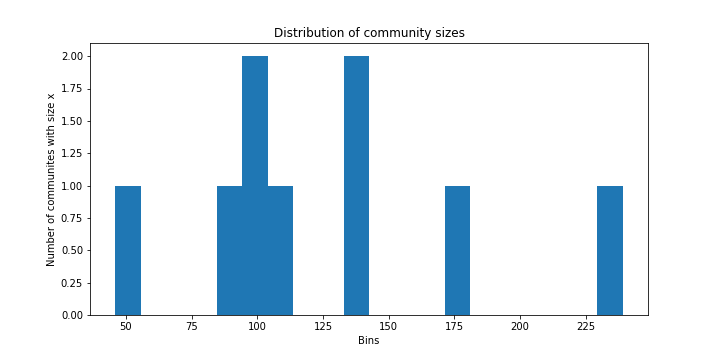 Distribution of community sizes
Number of communites with size x
2.00
1.75
1.50
1.25
1.00
0.75
0.50
0.25
0.00
50 75 100 125 150 175 200 225
Bins